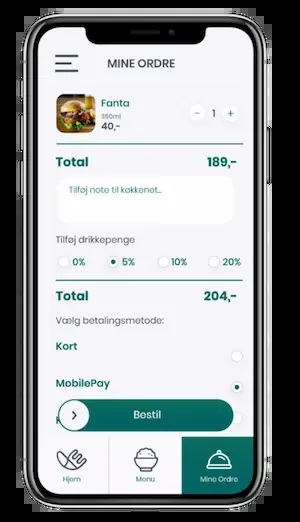 MINE ORDRE
Fanta
350ml
40,-
- 1 +
Total 189,-
Tilføj note til køkkenet...
Tilføj drikkepenge
0% 5% 10% 20%
Total 204,-
Vælg betalingsmetode:
Kort
MobilePay
Bestil
Hjem Menu Mine Ordre